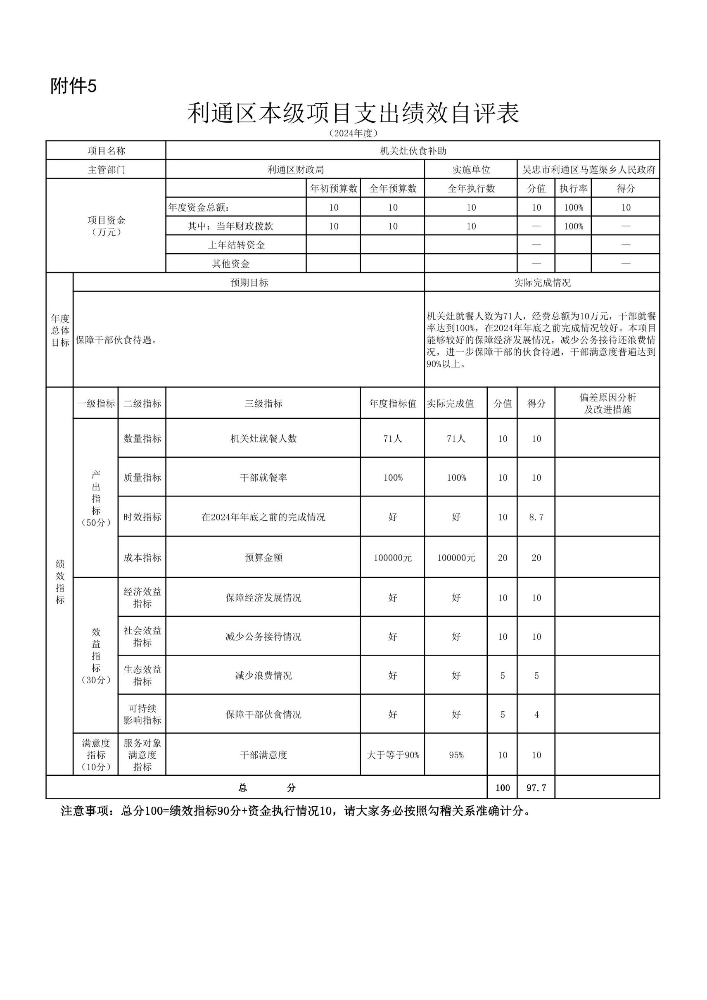 附件5
利通区本级项目支出绩效自评表
（2024年度）
项目名称 机关灶伙食补助
主管部门 利通区财政局 实施单位 吴忠市利通区马莲渠乡人民政府
项目资金
（万元）
年初预算数 全年预算数 全年执行数 分值 执行率 得分
年度资金总额： 10 10 10 10 100% 10
其中：当年财政拨款 10 10 10 — 100% —
上年结转资金 — —
其他资金 — —
年度
总体
目标
预期目标 实际完成情况
保障干部伙食待遇。
机关灶就餐人数为71人，经费总额为10万元，干部就餐
率达到100%，在2024年年底之前完成情况较好。本项目
能够较好的保障经济发展情况，减少公务接待还浪费情
况，进一步保障干部的伙食待遇，干部满意度普遍达到
90%以上。
绩
效
指
标
一级指标 二级指标 三级指标 年度指标值 实际完成值 分值 得分 偏差原因分析
及改进措施
产
出
指
标
（50分）
数量指标 机关灶就餐人数 71人 71人 10 10
质量指标 干部就餐率 100% 100% 10 10
时效指标 在2024年年底之前的完成情况 好 好 10 8.7
成本指标 预算金额 100000元 100000元 20 20
效
益
指
标
（30分）
经济效益
指标 保障经济发展情况 好 好 10 10
社会效益
指标 减少公务接待情况 好 好 10 10
生态效益
指标 减少浪费情况 好 好 5 5
可持续
影响指标 保障干部伙食情况 好 好 5 4
满意度
指标
（10分）
服务对象
满意度
指标 干部满意度 大于等于90% 95% 10 10
总 分 100 97.7
注意事项：总分100=绩效指标90分+资金执行情况10，请大家务必按照勾稽关系准确计分。